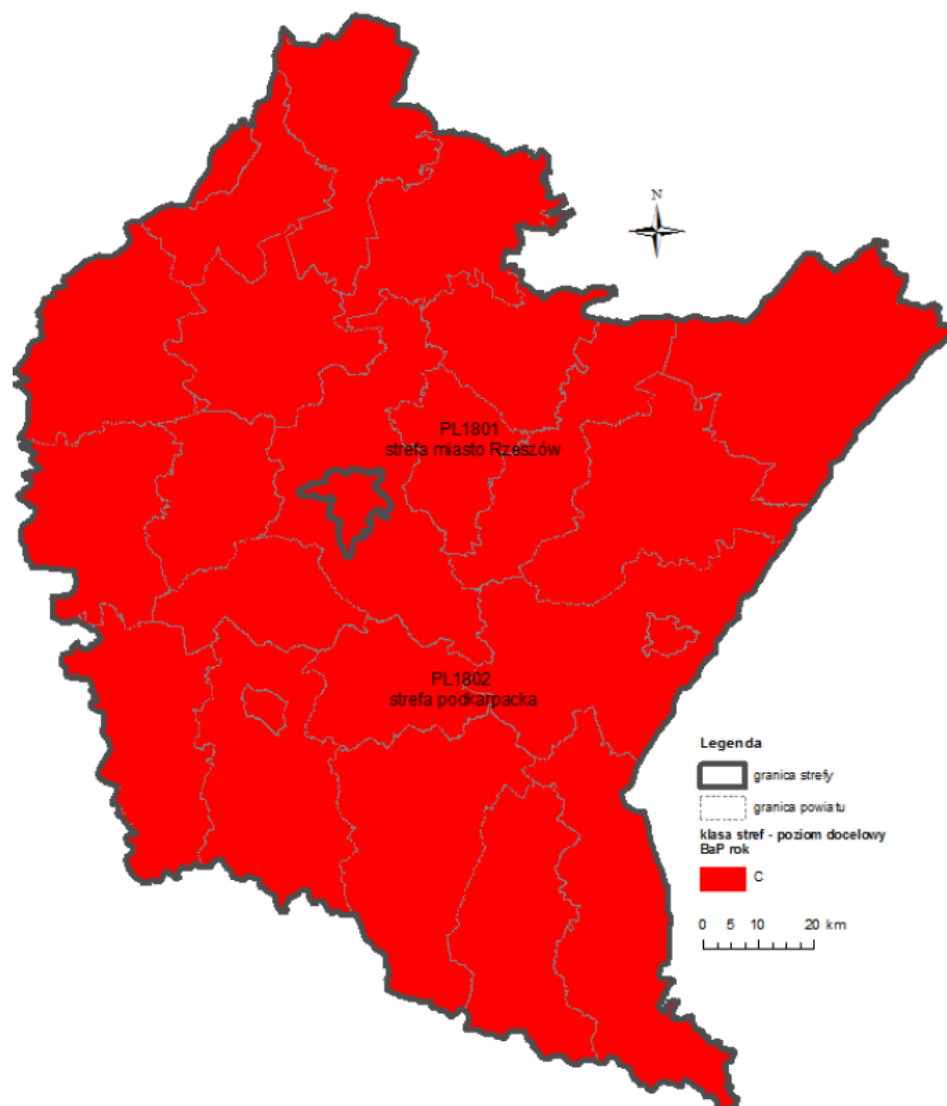 N
PL1801
strefa miasto Rzeszów
PL1802
strefa podkarpacka
Legenda
granica strefy
granica powiatu
klasa stref - poziom docelowy
BaP rok
C
0 5 10 20 km